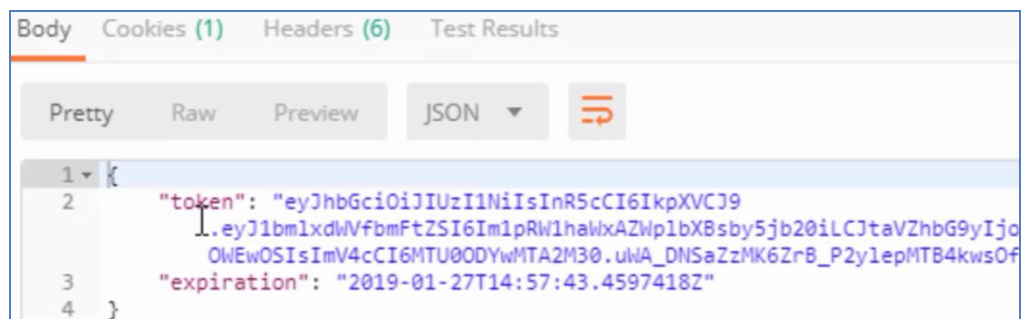 Body Cookies (1) Headers (6) Test Results
Pretty Raw Preview JSON
1 {
2 "token": "eyJhbGciOiJIUzI1NiIsInR5cCI6IkpXVCJ9
.eyJ1bmlxdWVfbmFtZSI6Im1pRW1haWxAZWplbXBsby5jb20iLCJtaVZhbG9yIjo
OWEwOSIsImV4cCI6MTU0ODYwMTA2M30.uWA_DNSaZzMK6ZrB_P2ylepMTB4kwsOf
3 "expiration": "2019-01-27T14:57:43.4597418Z"
4 }